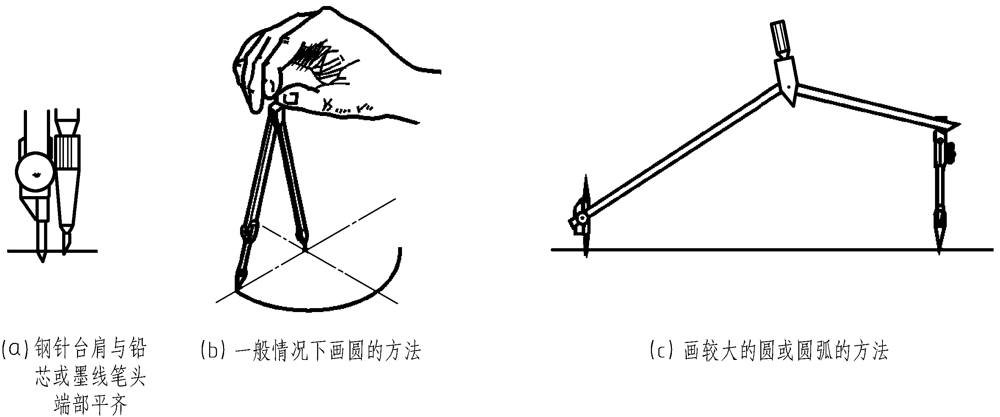 (a) 钢针台肩与铅
芯或墨线笔头
端部平齐
(b) 一般情况下画圆的方法
(c) 画较大的圆或圆弧的方法